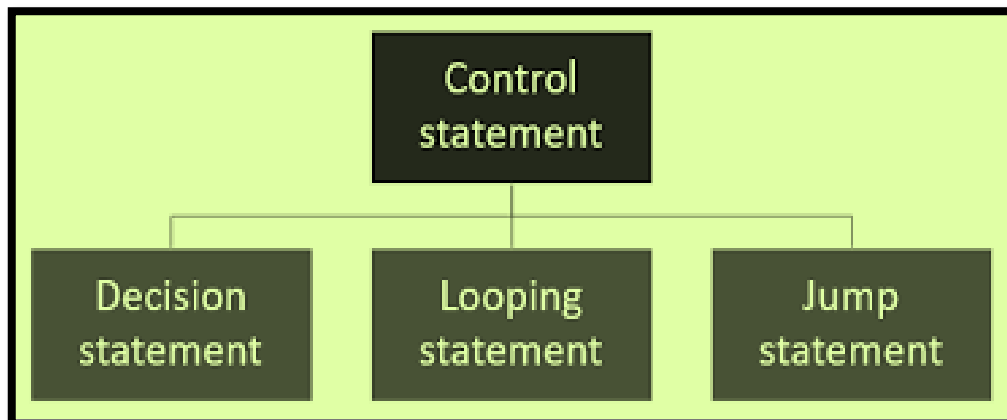 Control
statement
Decision
statement
Looping
statement
Jump
statement